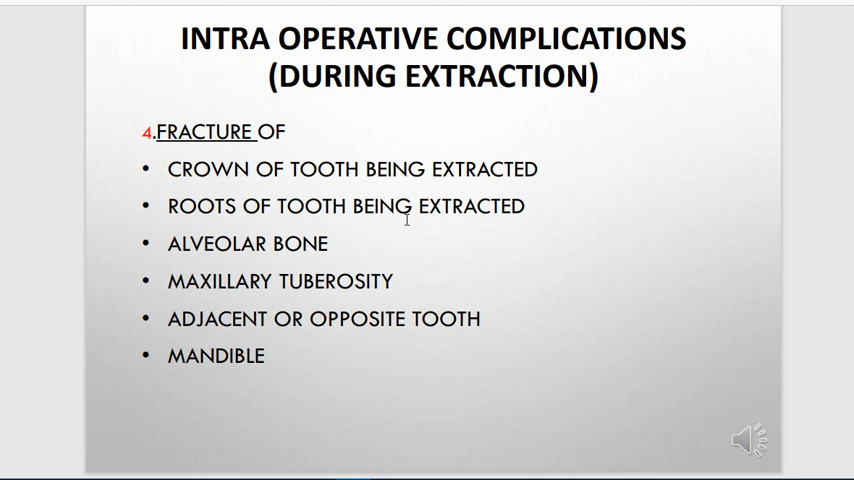 INTRA OPERATIVE COMPLICATIONS
(DURING EXTRACTION)
4.FRACTURE OF
• CROWN OF TOOTH BEING EXTRACTED
• ROOTS OF TOOTH BEING EXTRACTED
• ALVEOLAR BONE
• MAXILLARY TUBEROSITY
• ADJACENT OR OPPOSITE TOOTH
• MANDIBLE